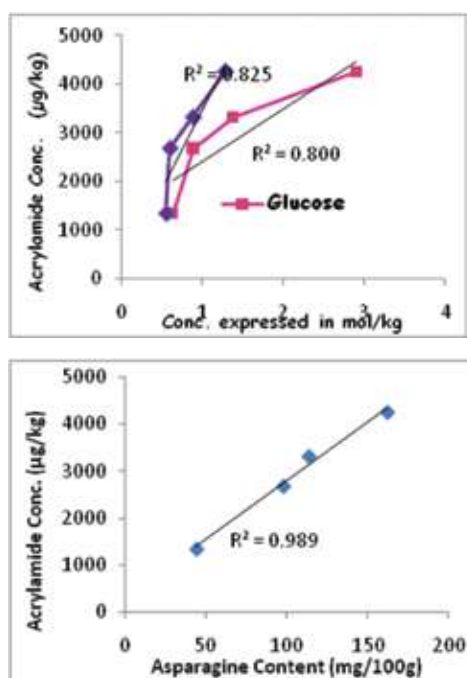 5000
4000
3000
2000
1000
0
Acrylamide Conc. (µg/kg)
R² = 0.825
R² = 0.800
Glucose
0 1 2 3 4
Conc. expressed in mol/kg
5000
4000
3000
2000
1000
0
Acrylamide Conc. (µg/kg)
R² = 0.989
0 50 100 150 200
Asparagine Content (mg/100g)